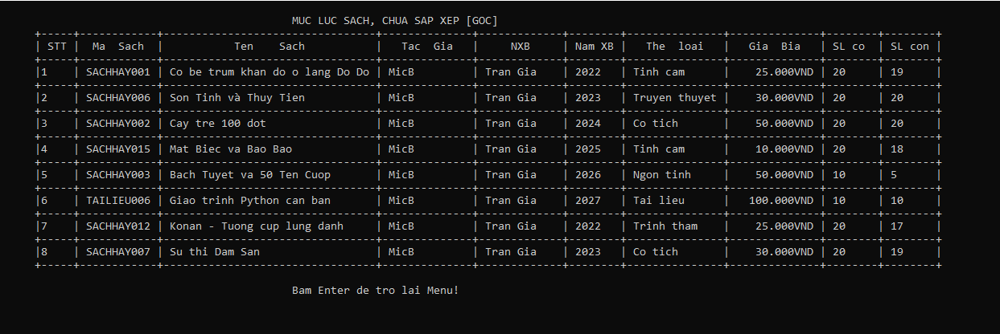 MUC LUC SACH, CHUA SAP XEP [GOC]
+-----+------------+---------------------------------+--------------+-------------+--------+---------------+--------------+--------+--------+
| STT | Ma Sach | Ten Sach | Tac Gia | NXB | Nam XB | The loai | Gia Bia | SL co | SL con |
|1 | SACHHAY001 | Co be trum khan do o lang Do Do | MicB | Tran Gia | 2022 | Tinh cam | 25.000VND | 20 | 19 |
|2 | SACHHAY006 | Son Tinh và Thuy Tien | MicB | Tran Gia | 2023 | Truyen thuyet | 30.000VND | 20 | 20 |
|3 | SACHHAY002 | Cay tre 100 dot | MicB | Tran Gia | 2024 | Co tich | 50.000VND | 20 | 20 |
|4 | SACHHAY015 | Mat Biec va Bao Bao | MicB | Tran Gia | 2025 | Tinh cam | 10.000VND | 20 | 18 |
|5 | SACHHAY003 | Bach Tuyet va 50 Ten Cuop | MicB | Tran Gia | 2026 | Ngon tinh | 50.000VND | 10 | 5 |
|6 | TAILIEU006 | Giao trinh Python can ban | MicB | Tran Gia | 2027 | Tai lieu | 100.000VND | 10 | 10 |
|7 | SACHHAY012 | Konan - Tuong cup lung danh | MicB | Tran Gia | 2022 | Trinh tham | 25.000VND | 20 | 17 |
|8 | SACHHAY007 | Su thi Dam San | MicB | Tran Gia | 2023 | Co tich | 30.000VND | 20 | 19 |
Bam Enter de tro lai Menu!